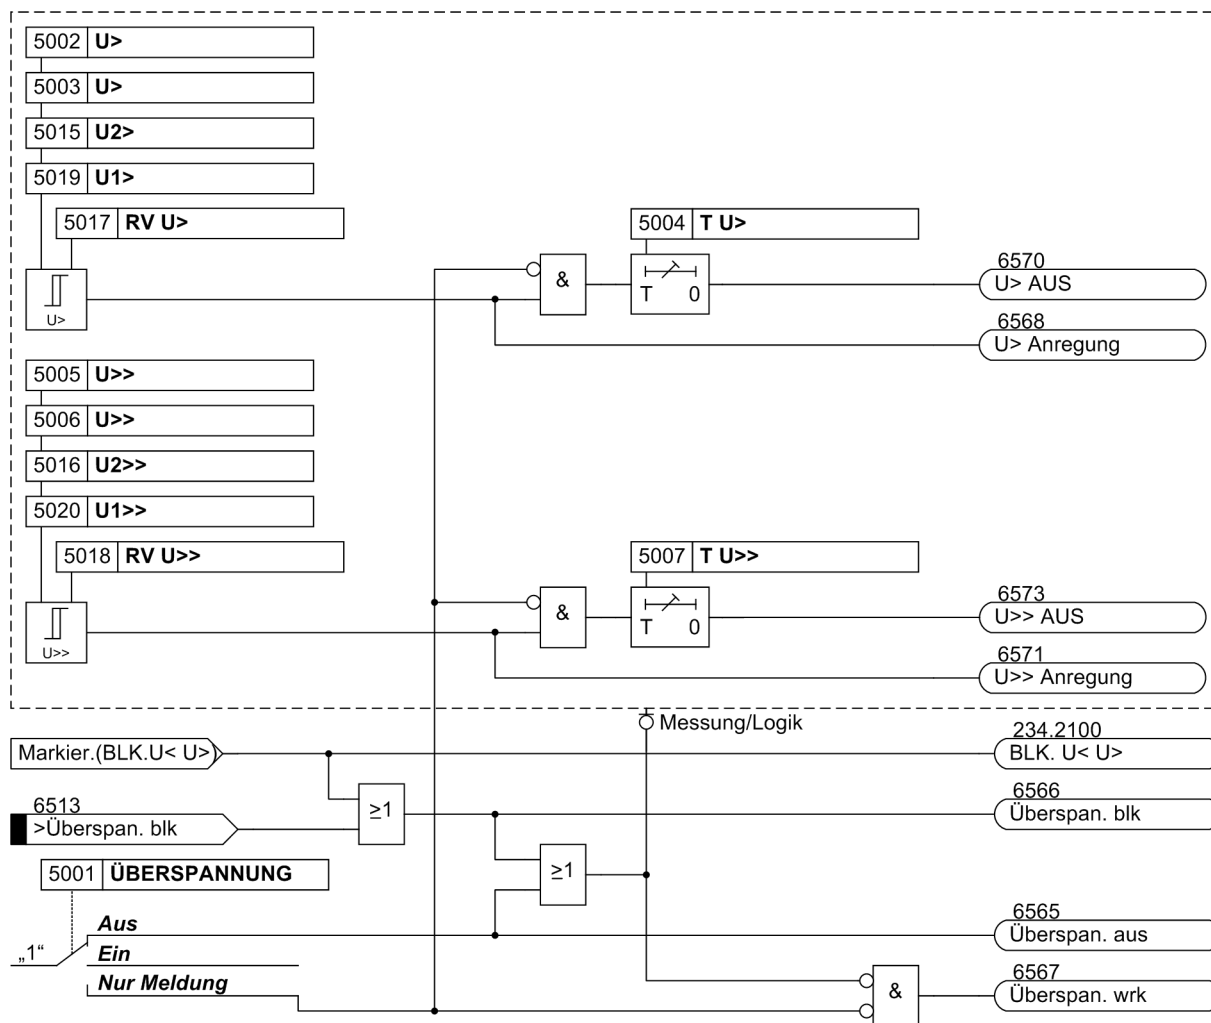 5002 U>
5003 U>
5015 U2>
5019 U1>
5017 RV U>
5004 T U>
6570
U>
&
T 0
U> AUS
6568
U> Anregung
5005 U>>
5006 U>>
5016 U2>>
5020 U1>>
5018 RV U>>
5007 T U>>
6573
U>>
&
T 0
U>> AUS
6571
U>> Anregung
Messung/Logik
234.2100
Markier.(BLK.U< U>)
BLK. U< U>
6513
≥1
6566
>Überspan. blk
Überspan. blk
5001 ÜBERSPANNUNG
≥1
6565
Aus
Überspan. aus
„1“
Ein
6567
Nur Meldung
&
Überspan. wrk